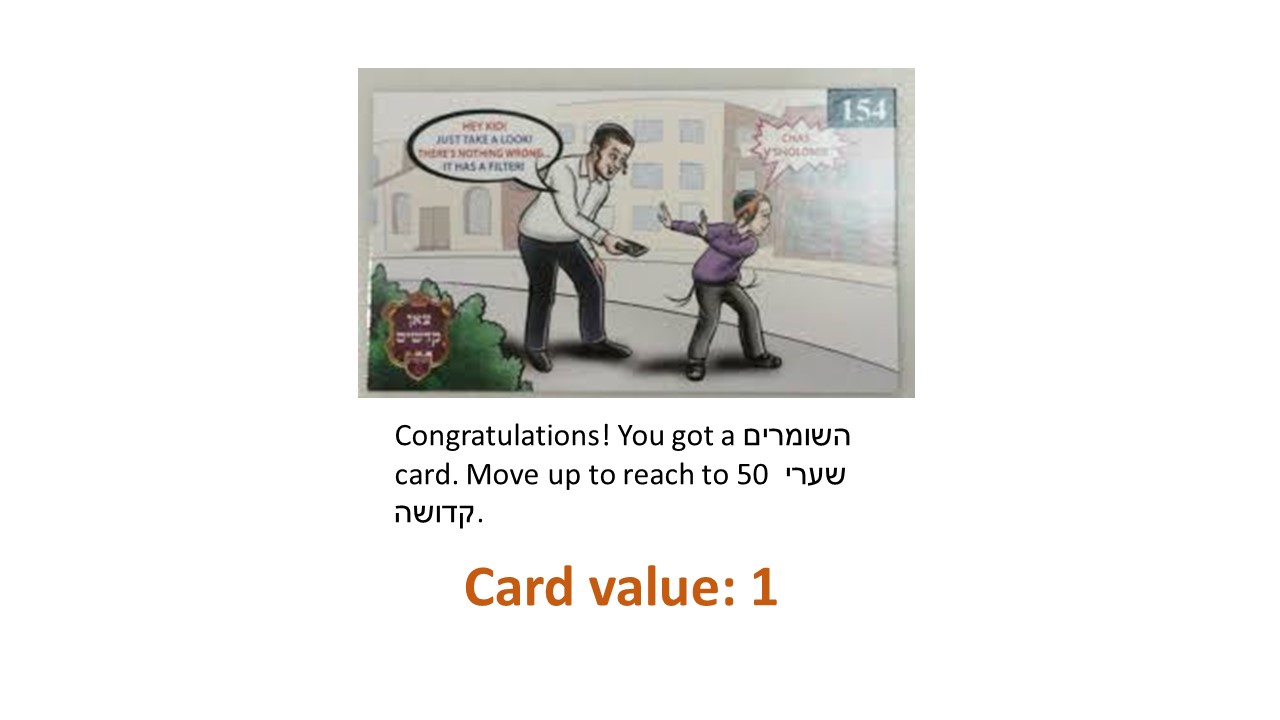 HEY KID!
JUST TAKE A LOOK!
THERE'S NOTHING WRONG...
IT HAS A FILTER!
154
CHAS
V'SHOLOM!!!
צאן
קדשים
Congratulations! You got a השומרים
card. Move up to reach to 50 שערי
קדושה.
Card value: 1